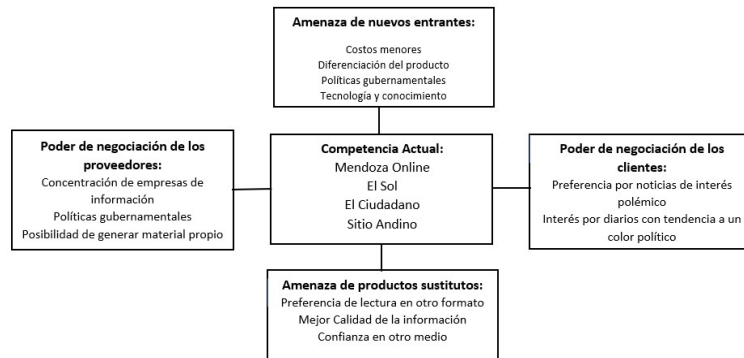 Amenaza de nuevos entrantes:
Costos menores
Diferenciación del producto
Políticas gubernamentales
Tecnología y conocimiento
Poder de negociación de los
proveedores:
Concentración de empresas de
información
Políticas gubernamentales
Posibilidad de generar material propio
Competencia Actual:
Mendoza Online
El Sol
El Ciudadano
Sitio Andino
Poder de negociación de los
clientes:
Preferencia por noticias de interés
polémico
Interés por diarios con tendencia a un
color político
Amenaza de productos sustitutos:
Preferencia de lectura en otro formato
Mejor Calidad de la información
Confianza en otro medio